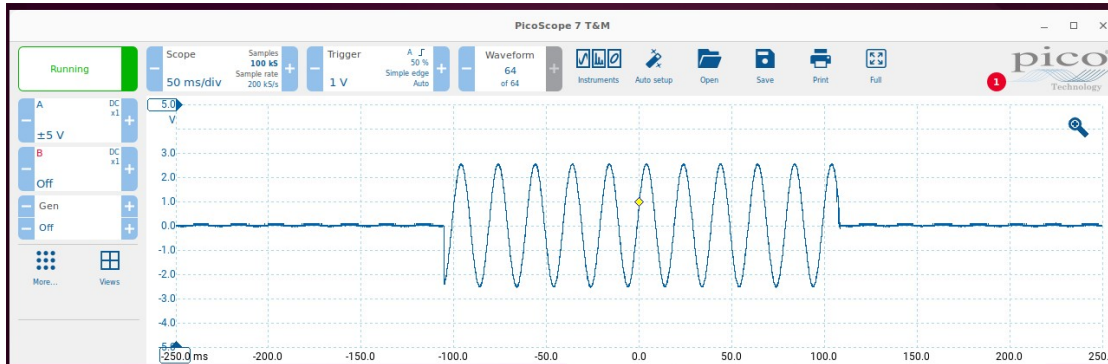 PicoScope 7 T&M
Running
Scope
Samples
100 kS
Sample rate
50 ms/div
200 kS/s
Trigger
A
50 %
Simple edge
1 V
Auto
Waveform
64
of 64
Instruments
Auto setup
Open
Save
Print
Full
1
pico
Technology
A
DC
x1
±5 V
B
DC
x1
Off
Gen
Off
More...
Views
5.0
V
3.0
2.0
1.0
0.0
-1.0
-2.0
-3.0
-4.0
-5.0
-250.0 ms
-200.0
-150.0
-100.0
-50.0
0.0
50.0
100.0
150.0
200.0
250.